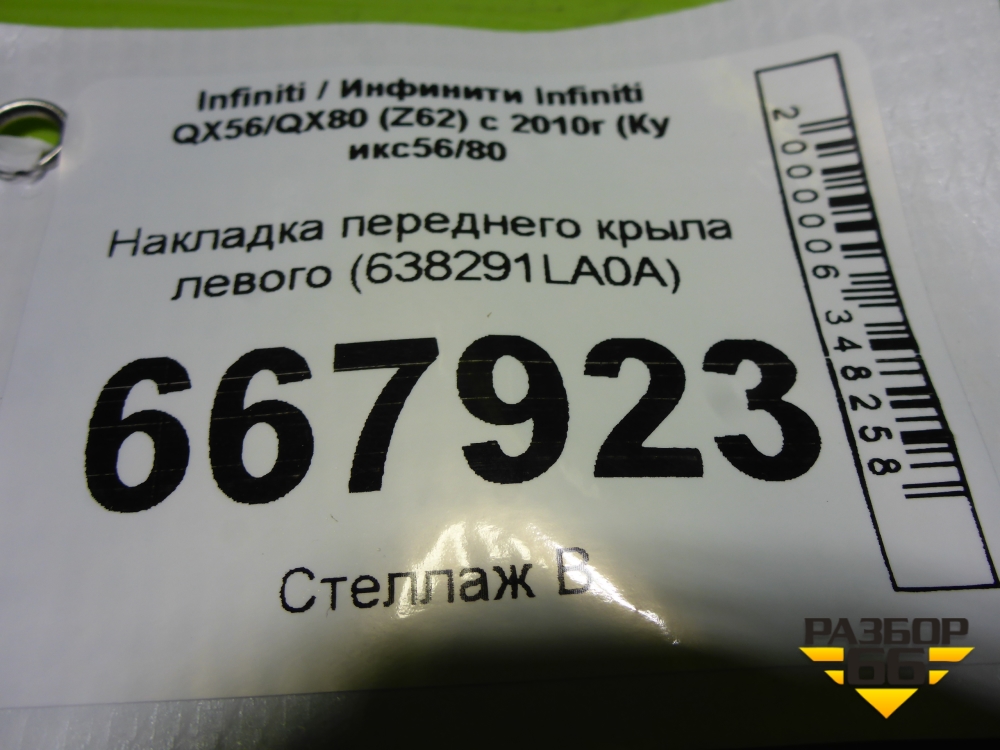 Infiniti / Инфинити Infiniti
QX56/QX80 (Z62) с 2010г (Ку
икс56/80
Накладка переднего крыла
левого (638291LA0A)
667923
Стеллаж В
2000006348258
РАЗБОР
66